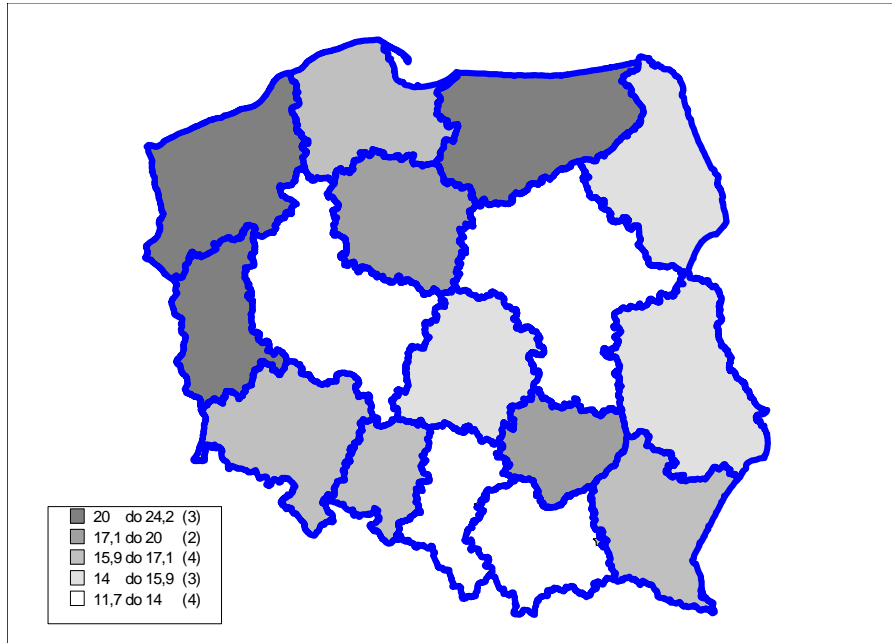 20 do 24,2 (3)
17,1 do 20 (2)
15,9 do 17,1 (4)
14 do 15,9 (3)
11,7 do 14 (4)